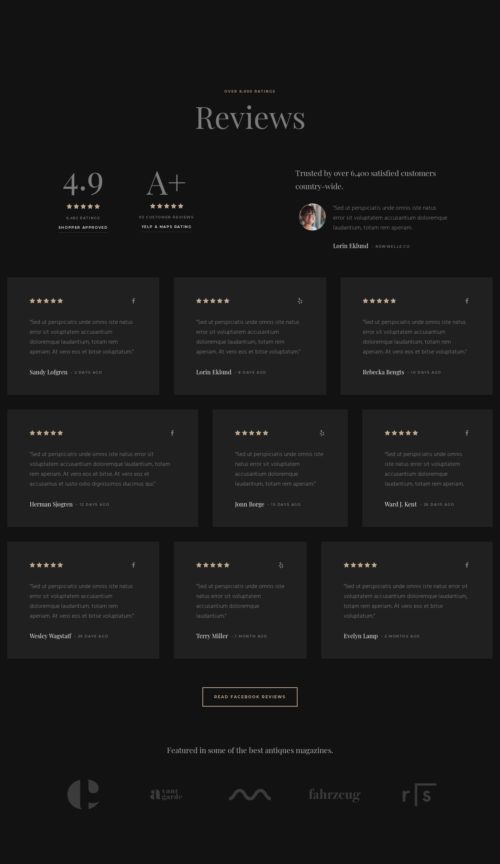 OVER 6,000 RATINGS
Reviews
4.9
RATINGS
SHOPPER APPROVED
A+
CUSTOMER REVIEWS
YELP & MAPS RATING
Trusted by over 6,400 satisfied customers
country-wide.
"Sed ut perspiciatis unde omnis iste natus
error sit voluptatem accusantium doloremque
laudantium, totam rem aperiam.
Lorin Eklund
"Sed ut perspiciatis unde omnis iste natus
error sit voluptatem accusantium
doloremque laudantium, totam rem
aperiam. At vero eos et bitse voluptatum."
Sandy Lofgren - 2 DAYS AGO
"Sed ut perspiciatis unde omnis iste natus
error sit voluptatem accusantium
doloremque laudantium, totam rem
aperiam. At vero eos et bitse voluptatum."
Lorin Eklund - DAYS AGO
"Sed ut perspiciatis unde omnis iste natus
error sit voluptatem accusantium
doloremque laudantium, totam rem
aperiam. At vero eos et bitse voluptatum."
Rebecka Bengts - 10 DAYS AGO
"Sed ut perspiciatis unde omnis iste natus error sit
voluptatem accusantium doloremque laudantium, totam
rem aperiam. At vero eos et bitse. At vero eos et
accusamus et iusto odio dignissimos ducimus qui."
Herman Sjogren - 12 DAYS AGO
"Sed ut perspiciatis unde omnis iste natus
error sit voluptatem accusantium
doloremque laudantium, totam rem
aperiam. At vero eos et bitse
Jonn Borge - DAYS AGO
"Sed ut perspiciatis unde omnis
iste natus error sit voluptatem
accusantium doloremque
laudantium, totam rem aperiam.
Ward J. Kent - DAYS AGO
"Sed ut perspiciatis unde omnis iste natus
error sit voluptatem accusantium
doloremque laudantium, totam rem
aperiam. At vero eos et bitse voluptatum."
Wesley Wagstaff - DAYS AGO
"Sed ut perspiciatis unde omnis iste
natus error sit voluptatem
accusantium doloremque
laudantium."
Terry Miller - 1 MONTH AGO
"Sed ut perspiciatis unde omnis iste natus error sit
voluptatem accusantium doloremque laudantium,
totam rem aperiam. At vero eos et bitse
voluptatum."
Evelyn Lamp - 2 MONTHS AGO
READ FACEBOOK REVIEWS
Featured in some of the best antiques magazines.
avant
garde
fahrzeug
r s